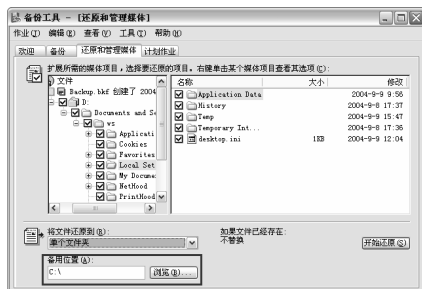 备份工具 - [还原和管理媒体]
作业(J) 编辑(E) 查看(V) 工具(T) 帮助(H)
欢迎 备份 还原和管理媒体 计划作业
扩展所需的媒体项目，选择要还原的项目。右键单击某个媒体项目查看其选项(C):
文件
Backup.bkf 创建了 2004
D:
Documents and Se
ws
Applicati
Cookies
Favorites
Local Set
My Docume
NetHood
PrintHood
名称 大小 修改
Application Data 2004-9-9 9:56
History 2004-9-8 17:37
Temp 2004-9-9 15:47
Temporary Int... 2004-9-8 17:36
desktop.ini 1KB 2004-9-9 12:04
将文件还原到(R):
单个文件夹
如果文件已经存在:
不替换
开始还原(S)
备用位置(A):
C:\
浏览(B)...